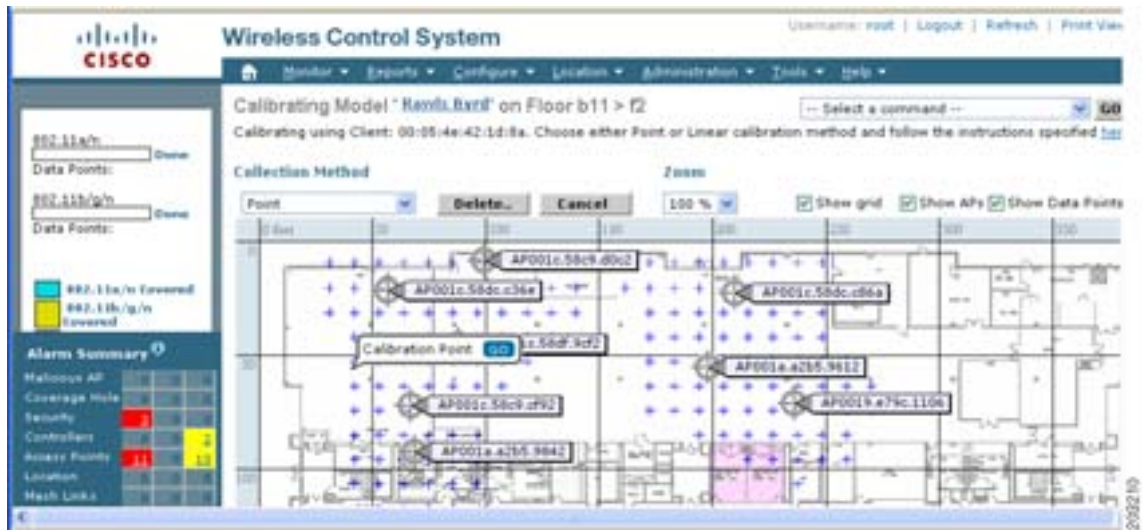 CISCO
Wireless Control System
Username: root | Logout | Refresh | Print View
Monitor Reports Configure Location Administration Tools Help
Calibrating Model " on Floor b11 > f2
-- Select a command --
GO
Calibrating using Client: 00:05:4e:42:1d:8a. Choose either Point or Linear calibration method and follow the instructions specified
802.11a/n
Done
Data Points:
802.11b/g/n
Done
Data Points:
802.11a/n Covered
802.11b/g/n Covered
Collection Method
Zoom
Point
Delete...
Cancel
100 %
Show grid
Show APs
Show Data Points
0 feet
AP001c.58c9.d0c2
AP001c.58dc.c36e
AP001c.58dc.c86a
Calibration Point GO
AP001a.a2b5.9612
AP001c.58c9.cf92
AP0019.e79c.1106
AP001a.a2b5.9842
Alarm Summary
Malicious AP
Coverage Hole
Security
Controllers
Access Points
Location
Mesh Links